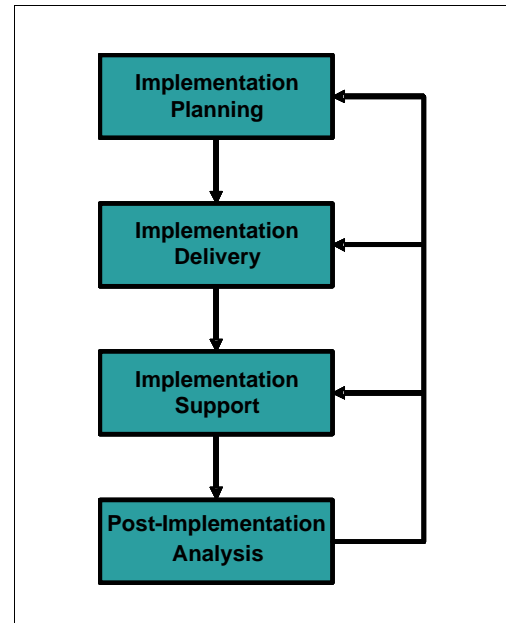 Implementation
Planning
Implementation
Delivery
Implementation
Support
Post-Implementation
Analysis